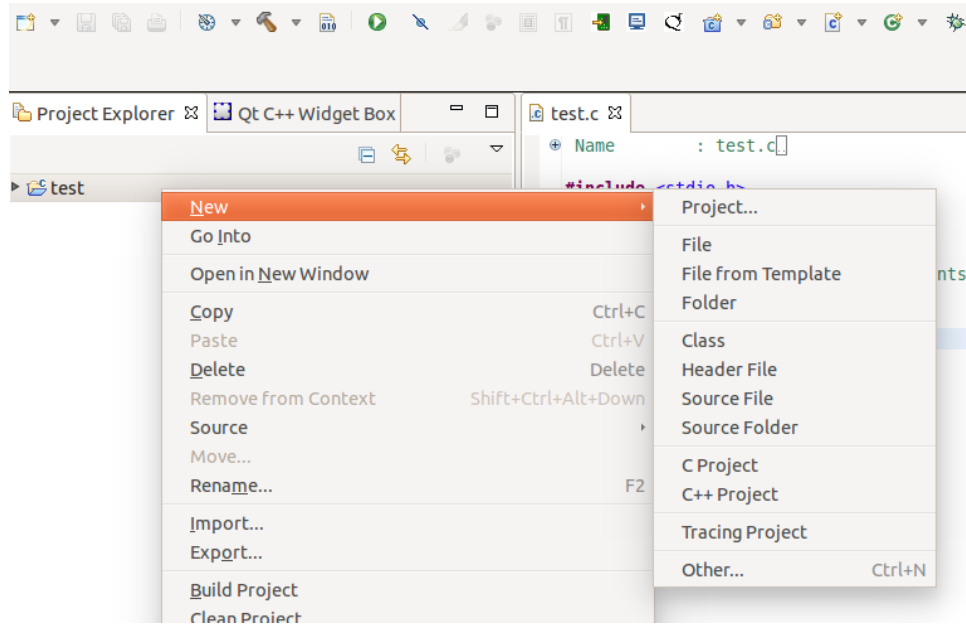 Project Explorer
Qt C++ Widget Box
test.c
Name : test.c
test
New
Go Into
Open in New Window
Copy Ctrl+C
Paste Ctrl+V
Delete Delete
Remove from Context Shift+Ctrl+Alt+Down
Source
Move...
Rename... F2
Import...
Export...
Build Project
Clean Project
#include <stdio.h>
Project...
File
File from Template
Folder
Class
Header File
Source File
Source Folder
C Project
C++ Project
Tracing Project
Other... Ctrl+N
nts